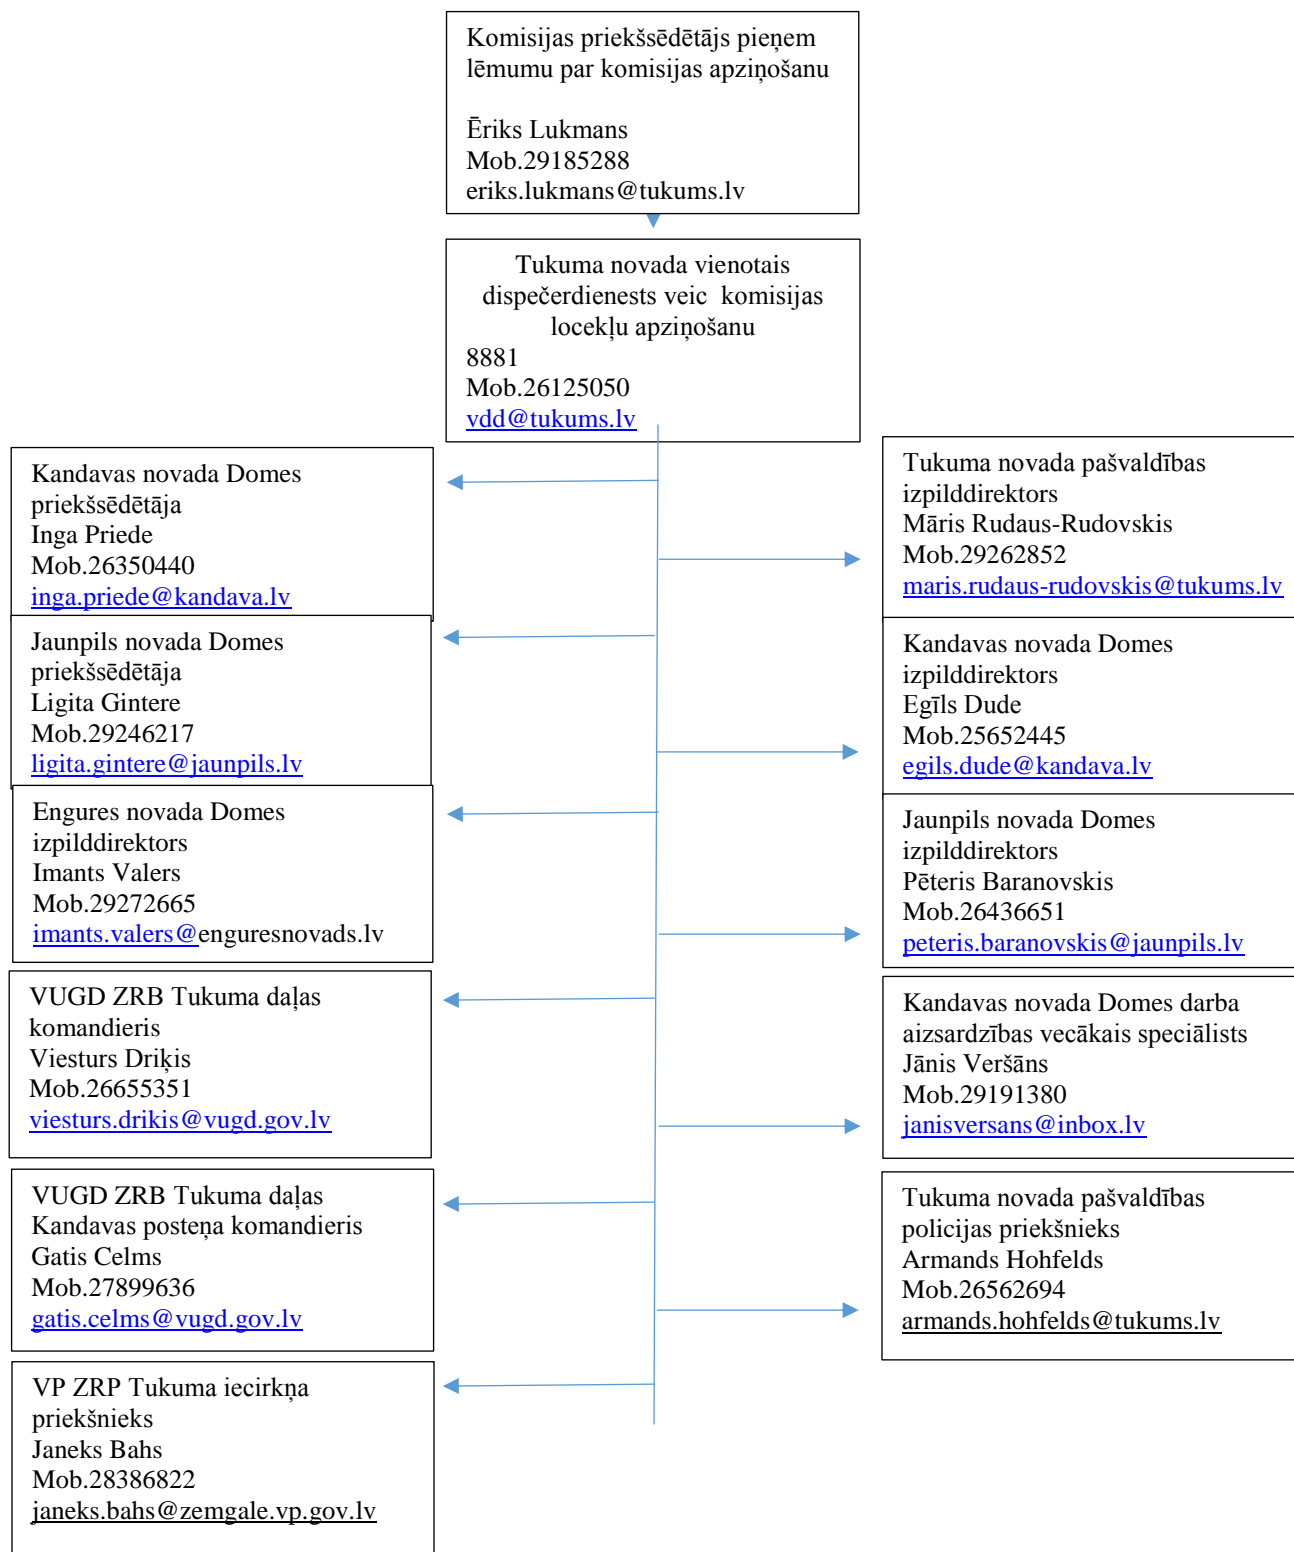 Komisijas priekšsēdētājs pieņem
lēmumu par komisijas apziņošanu
Ēriks Lukmans
Mob.29185288
eriks.lukmans@tukums.lv
Tukuma novada vienotais
dispečerdienests veic  komisijas
locekļu apziņošanu
8881
Mob.26125050
vdd@tukums.lv
Kandavas novada Domes
priekšsēdētāja
Inga Priede
Mob.26350440
inga.priede@kandava.lv
Jaunpils novada Domes
priekšsēdētāja
Ligita Gintere
Mob.29246217
ligita.gintere@jaunpils.lv
Engures novada Domes
izpilddirektors
Imants Valers
Mob.29272665
imants.valers@enguresnovads.lv
VUGD ZRB Tukuma daļas
komandieris
Viesturs Driķis
Mob.26655351
viesturs.drikis@vugd.gov.lv
VUGD ZRB Tukuma daļas
Kandavas posteņa komandieris
Gatis Celms
Mob.27899636
gatis.celms@vugd.gov.lv
VP ZRP Tukuma iecirkņa
priekšnieks
Janeks Bahs
Mob.28386822
janeks.bahs@zemgale.vp.gov.lv
Tukuma novada pašvaldības
izpilddirektors
Māris Rudaus-Rudovskis
Mob.29262852
maris.rudaus-rudovskis@tukums.lv
Kandavas novada Domes
izpilddirektors
Egīls Dude
Mob.25652445
egils.dude@kandava.lv
Jaunpils novada Domes
izpilddirektors
Pēteris Baranovskis
Mob.26436651
peteris.baranovskis@jaunpils.lv
Kandavas novada Domes darba
aizsardzības vecākais speciālists
Jānis Veršāns
Mob.29191380
janisversans@inbox.lv
Tukuma novada pašvaldības
policijas priekšnieks
Armands Hohfelds
Mob.26562694
armands.hohfelds@tukums.lv